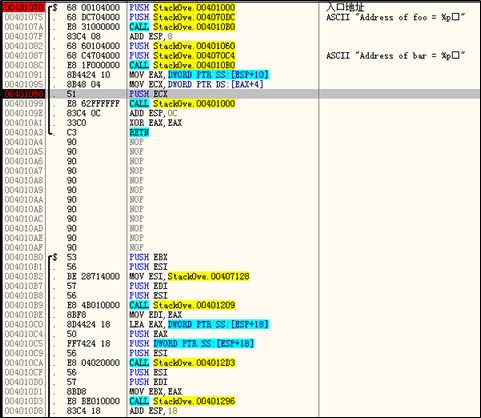 00401070 $ 68 00104000 PUSH StackOve.00401000 入口地址
00401075 . 68 DC704000 PUSH StackOve.004070DC ASCII "Address of foo = %p□"
0040107A . E8 31000000 CALL StackOve.004010B0
0040107F . 83C4 08 ADD ESP,8
00401082 . 68 60104000 PUSH StackOve.00401060
00401087 . 68 C4704000 PUSH StackOve.004070C4 ASCII "Address of bar = %p□"
0040108C . E8 1F000000 CALL StackOve.004010B0
00401091 . 8B4424 10 MOV EAX,DWORD PTR SS:[ESP+10]
00401095 . 8B48 04 MOV ECX,DWORD PTR DS:[EAX+4]
00401098 . 51 PUSH ECX
00401099 . E8 62FFFFFF CALL StackOve.00401000
0040109E . 83C4 0C ADD ESP,0C
004010A1 . 33C0 XOR EAX,EAX
004010A3 . C3 RETN
004010A4 90 NOP
004010A5 90 NOP
004010A6 90 NOP
004010A7 90 NOP
004010A8 90 NOP
004010A9 90 NOP
004010AA 90 NOP
004010AB 90 NOP
004010AC 90 NOP
004010AD 90 NOP
004010AE 90 NOP
004010AF 90 NOP
004010B0 $ 53 PUSH EBX
004010B1 . 56 PUSH ESI
004010B2 . BE 28714000 MOV ESI,StackOve.00407128
004010B7 . 57 PUSH EDI
004010B8 . 56 PUSH ESI
004010B9 . E8 4B010000 CALL StackOve.00401209
004010BE . 8BF8 MOV EDI,EAX
004010C0 . 8D4424 18 LEA EAX,DWORD PTR SS:[ESP+18]
004010C4 . 50 PUSH EAX
004010C5 . FF7424 18 PUSH DWORD PTR SS:[ESP+18]
004010C9 . 56 PUSH ESI
004010CA . E8 04020000 CALL StackOve.004012D3
004010CF . 56 PUSH ESI
004010D0 . 57 PUSH EDI
004010D1 . 8BD8 MOV EBX,EAX
004010D3 . E8 BE010000 CALL StackOve.00401296
004010D8 . 83C4 18 ADD ESP,18